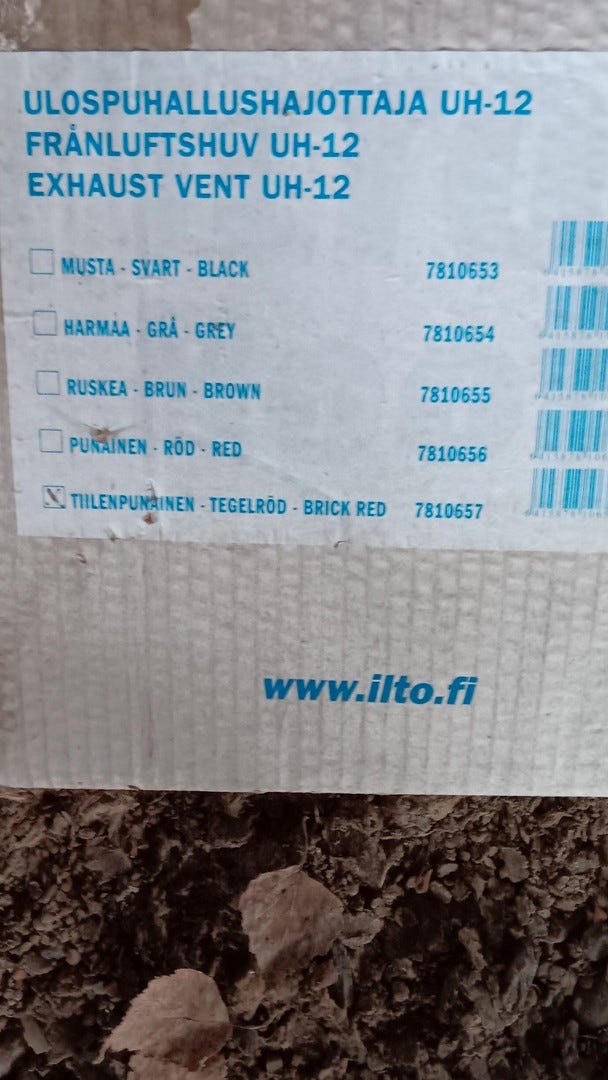 ULOSPUHALLUSHAJOTTAJA UH-12
FRÅNLUFTSHUV UH-12
EXHAUST VENT UH-12
MUSTA - SVART - BLACK 7810653
HARMAA - GRÅ - GREY 7810654
RUSKEA - BRUN - BROWN 7810655
PUNAINEN - RÖD - RED 7810656
TIILENPUNAINEN - TEGELRÖD - BRICK RED 7810657
www.ilto.fi